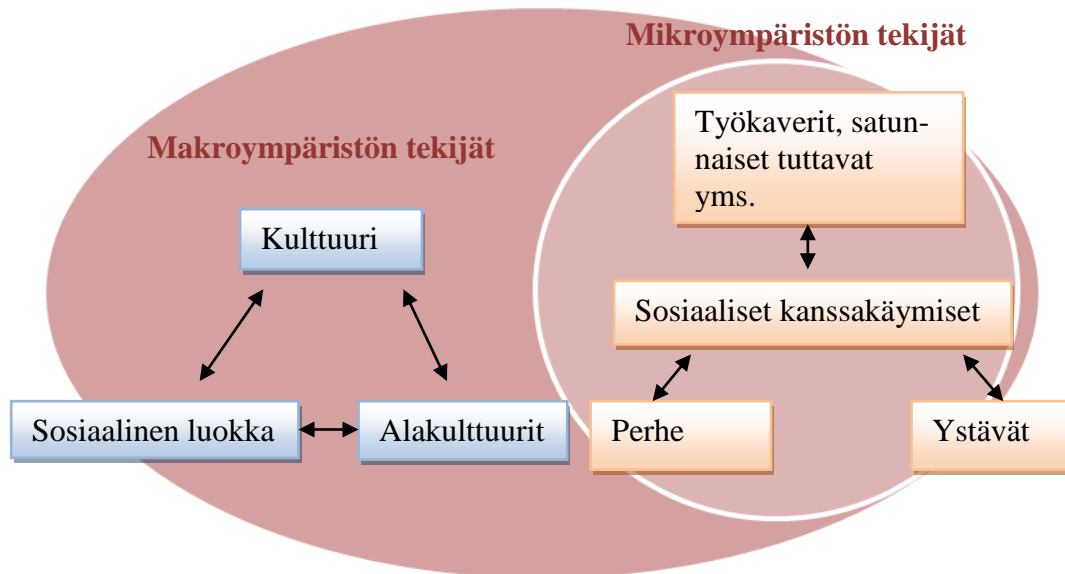 Mikroympäristön tekijät
Työkaverit, satun-
naiset tuttavat
yms.
Makroympäristön tekijät
Kulttuuri
Sosiaaliset kanssakäymiset
Sosiaalinen luokka
Alakulttuurit
Perhe
Ystävät